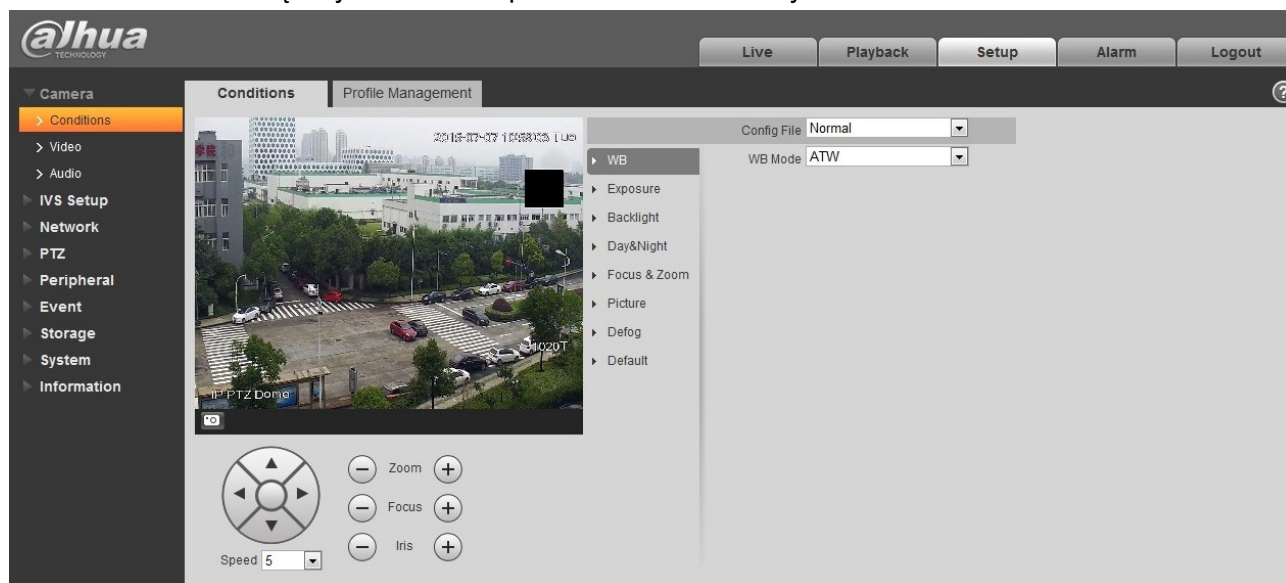 alhua
TECHNOLOGY
Live
Playback
Setup
Alarm
Logout
Camera
Conditions
Video
Audio
IVS Setup
Network
PTZ
Peripheral
Event
Storage
System
Information
Conditions
Profile Management
IP PTZ Dome
WB
Exposure
Backlight
Day&Night
Focus & Zoom
Picture
Defog
Default
Config File Normal
WB Mode ATW
Zoom
Focus
Iris
Speed 5